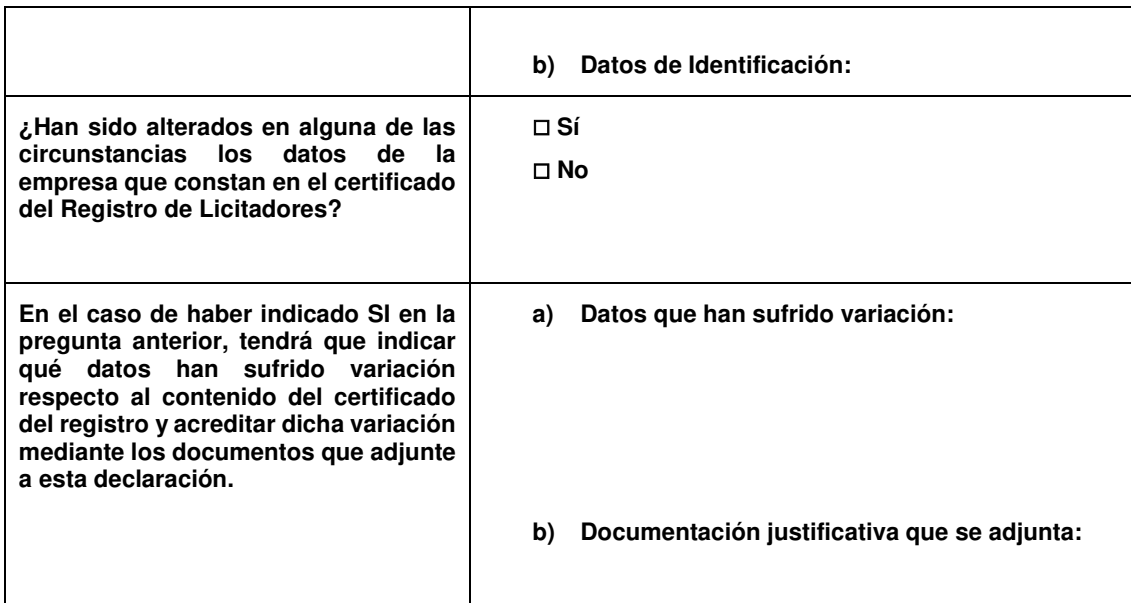 b) Datos de Identificación:
¿Han sido alterados en alguna de las
circunstancias los datos de la
empresa que constan en el certificado
del Registro de Licitadores?
□ Sí
□ No
En el caso de haber indicado SI en la
pregunta anterior, tendrá que indicar
qué datos han sufrido variación
respecto al contenido del certificado
del registro y acreditar dicha variación
mediante los documentos que adjunte
a esta declaración.
a) Datos que han sufrido variación:
b) Documentación justificativa que se adjunta: